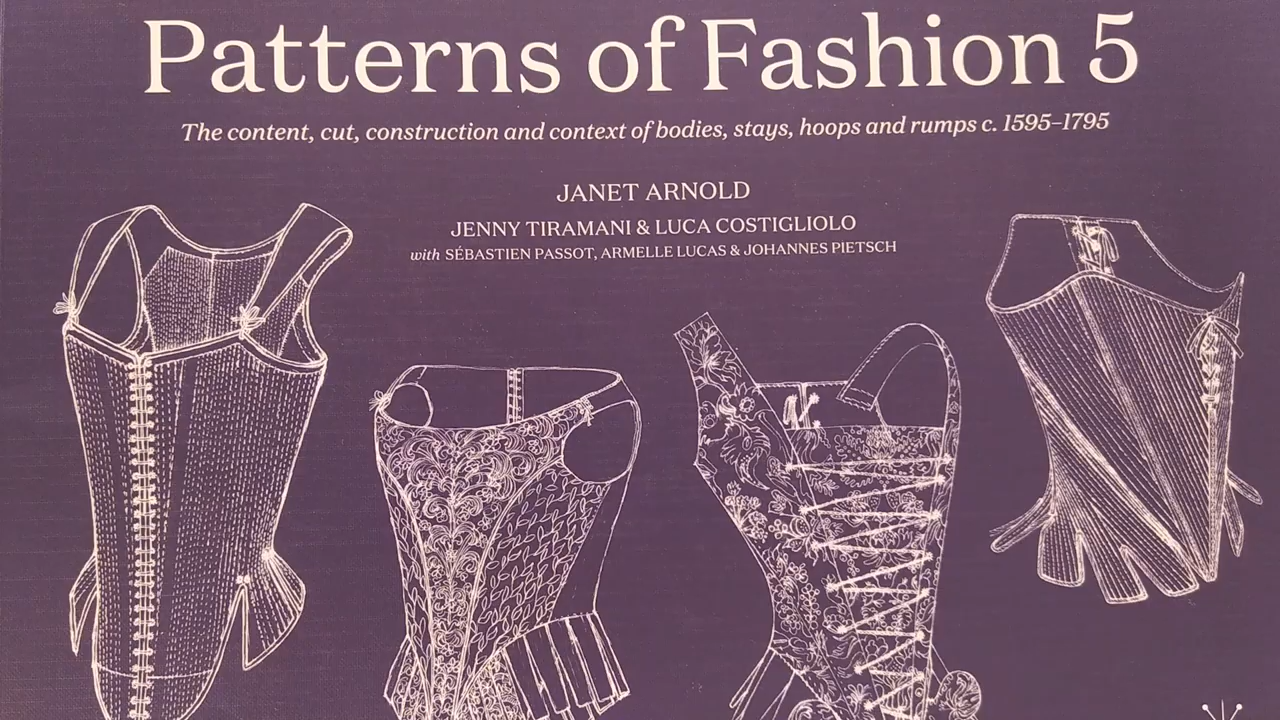 Patterns of Fashion 5
The content, cut, construction and context of bodies, stays, hoops and rumps c. 1595–1795
JANET ARNOLD
JENNY TIRAMANI & LUCA COSTIGLIOLO
with SÉBASTIEN PASSOT, ARMELLE LUCAS & JOHANNES PIETSCH